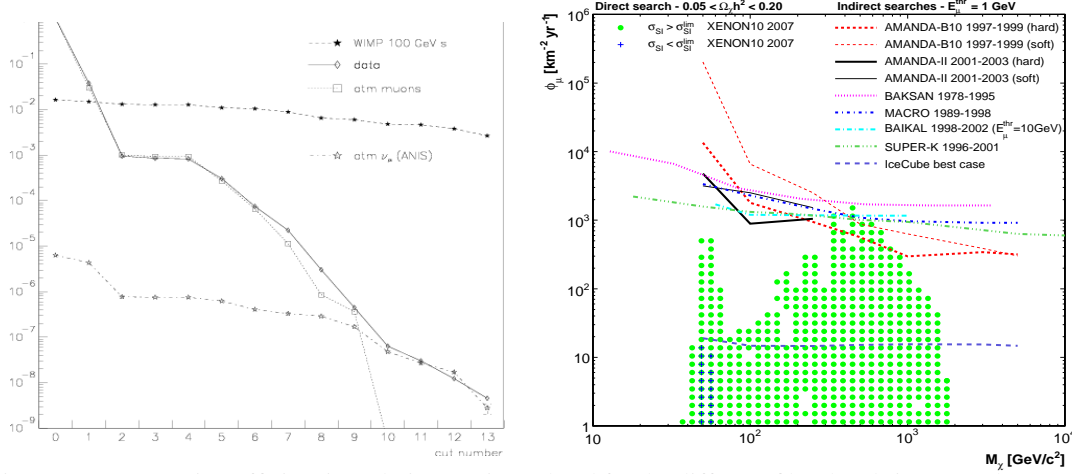 10^-1
10^-2
10^-3
10^-4
10^-5
10^-6
10^-7
10^-8
10^-9
0 1 2 3 4 5 6 7 8 9 10 11 12 13
cut number
WIMP 100 GeV s
data
atm muons
atm ν_μ (ANIS)
Direct search - 0.05 < Ω_χh² < 0.20
Indirect searches - E_μ^thr = 1 GeV
σ_SI > σ_SI^lim XENON10 2007
σ_SI < σ_SI^lim XENON10 2007
AMANDA-B10 1997-1999 (hard)
AMANDA-B10 1997-1999 (soft)
AMANDA-II 2001-2003 (hard)
AMANDA-II 2001-2003 (soft)
BAKSAN 1978-1995
MACRO 1989-1998
BAIKAL 1998-2002 (E_μ^thr=10GeV)
SUPER-K 1996-2001
IceCube best case
φ_μ [km^-2 yr^-1]
10^6
10^5
10^4
10^3
10^2
10
1
10 10^2 10^3 10^4
M_χ [GeV/c²]